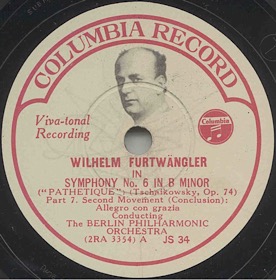 COLUMBIA RECORD
Viva-tonal
Recording
Columbia
WILHELM FURTWÄNGLER
IN
SYMPHONY No. 6 IN B MINOR
("PATHETIQUE") (Tschaikowsky, Op. 74)
Part 7. Second Movement (Conclusion):
Allegro con grazia
Conducting
The BERLIN PHILHARMONIC
ORCHESTRA
(2RA 3354) A JS 34